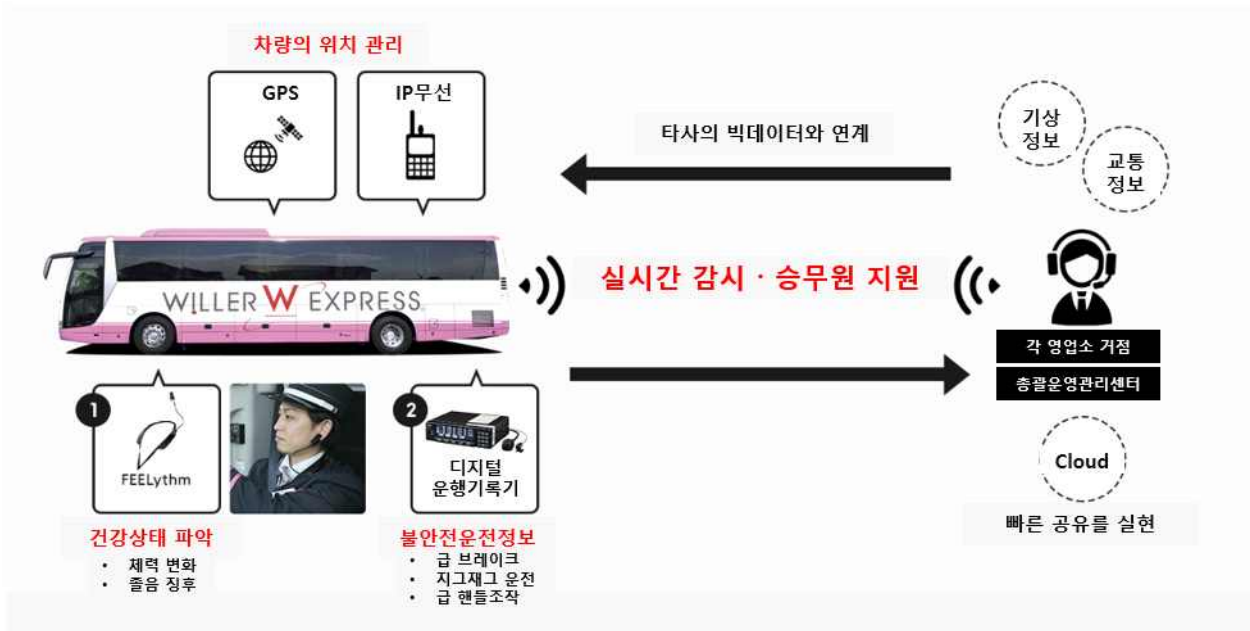 차량의 위치 관리
GPS
IP무선
타사의 빅데이터와 연계
기상
정보
교통
정보
WILLER W EXPRESS
실시간 감시 · 승무원 지원
각 영업소 거점
총괄운영관리센터
1
FEELythm
2
디지털
운행기록기
Cloud
빠른 공유를 실현
건강상태 파악
• 체력 변화
• 졸음 징후
불안전운전정보
• 급 브레이크
• 지그재그 운전
• 급 핸들조작